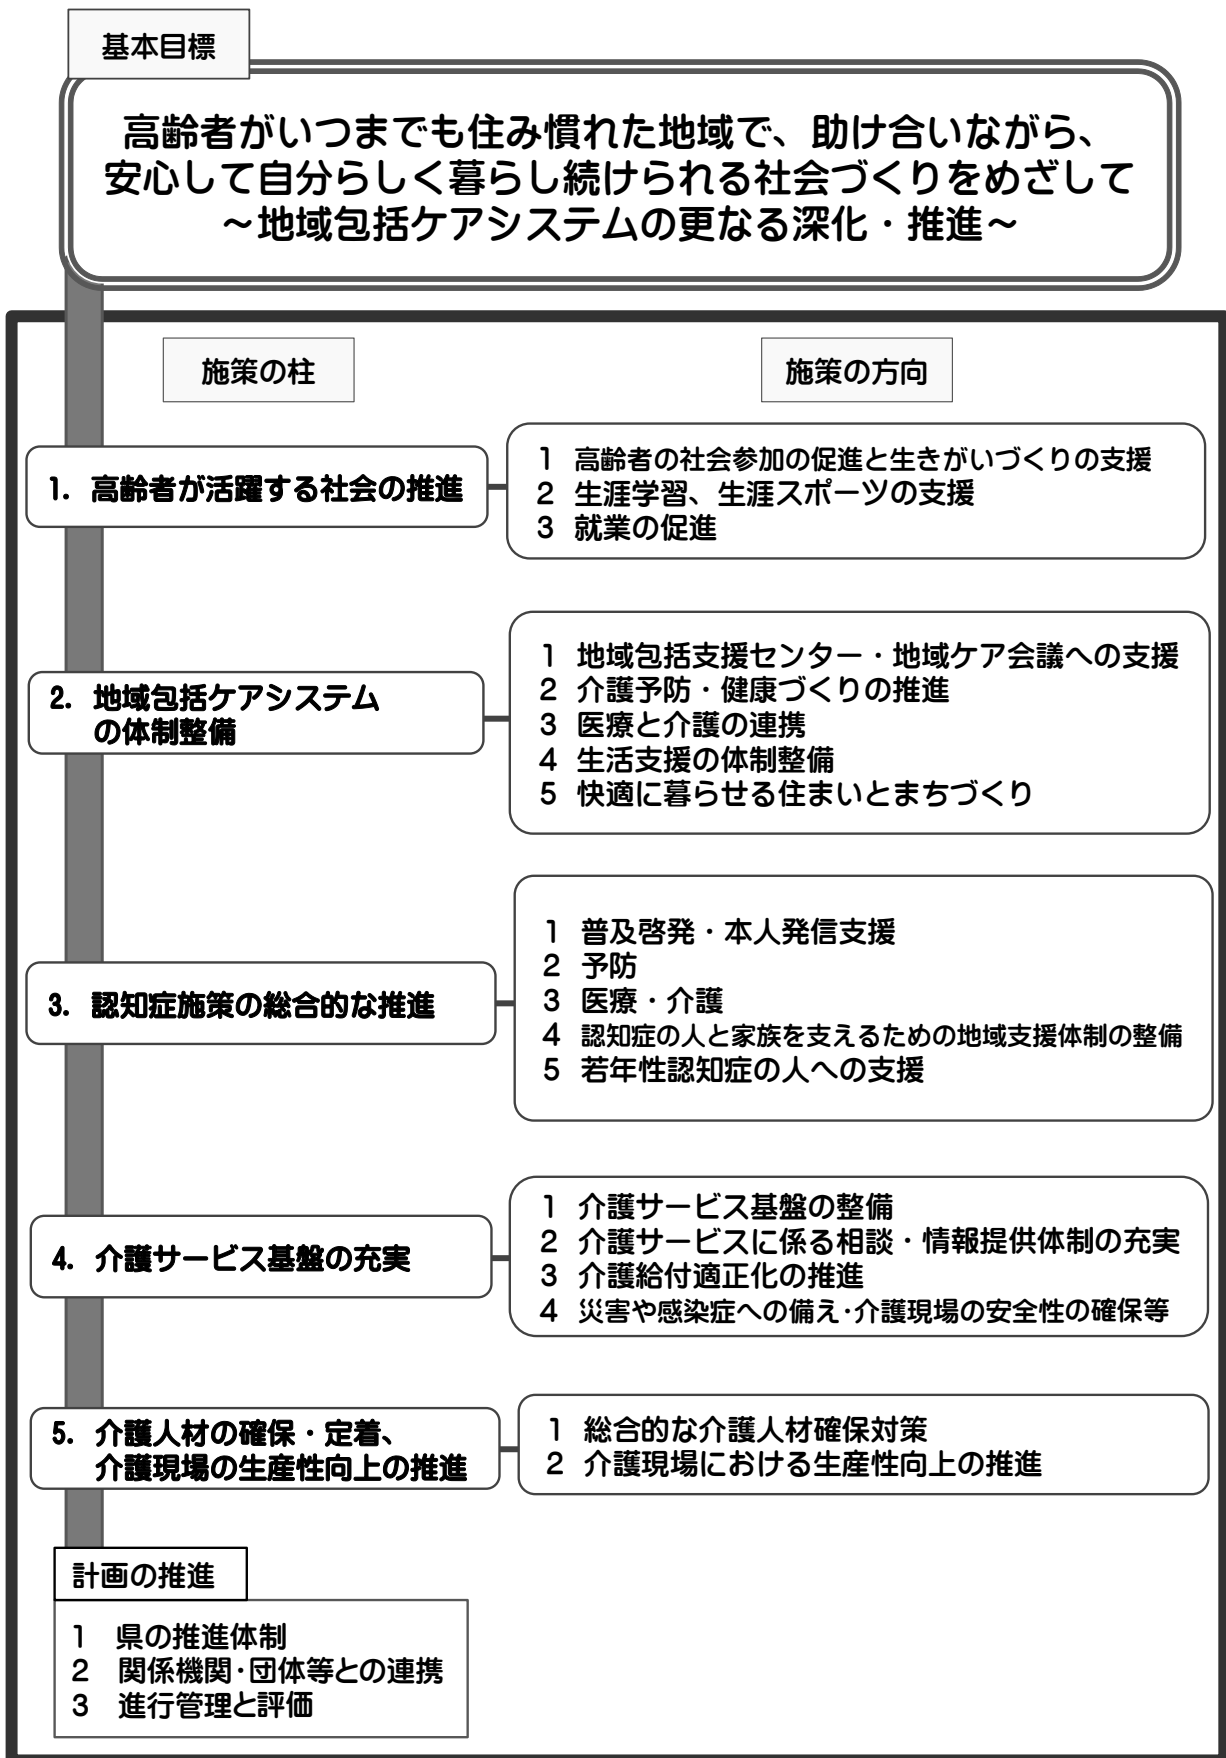 基本目標
高齢者がいつまでも住み慣れた地域で、助け合いながら、
安心して自分らしく暮らし続けられる社会づくりをめざして
～地域包括ケアシステムの更なる深化・推進～
施策の柱
施策の方向
1. 高齢者が活躍する社会の推進
1 高齢者の社会参加の促進と生きがいづくりの支援
2 生涯学習、生涯スポーツの支援
3 就業の促進
2. 地域包括ケアシステム
の体制整備
1 地域包括支援センター・地域ケア会議への支援
2 介護予防・健康づくりの推進
3 医療と介護の連携
4 生活支援の体制整備
5 快適に暮らせる住まいとまちづくり
3. 認知症施策の総合的な推進
1 普及啓発・本人発信支援
2 予防
3 医療・介護
4 認知症の人と家族を支えるための地域支援体制の整備
5 若年性認知症の人への支援
4. 介護サービス基盤の充実
1 介護サービス基盤の整備
2 介護サービスに係る相談・情報提供体制の充実
3 介護給付適正化の推進
4 災害や感染症への備え・介護現場の安全性の確保等
5. 介護人材の確保・定着、
介護現場の生産性向上の推進
1 総合的な介護人材確保対策
2 介護現場における生産性向上の推進
計画の推進
1 県の推進体制
2 関係機関・団体等との連携
3 進行管理と評価